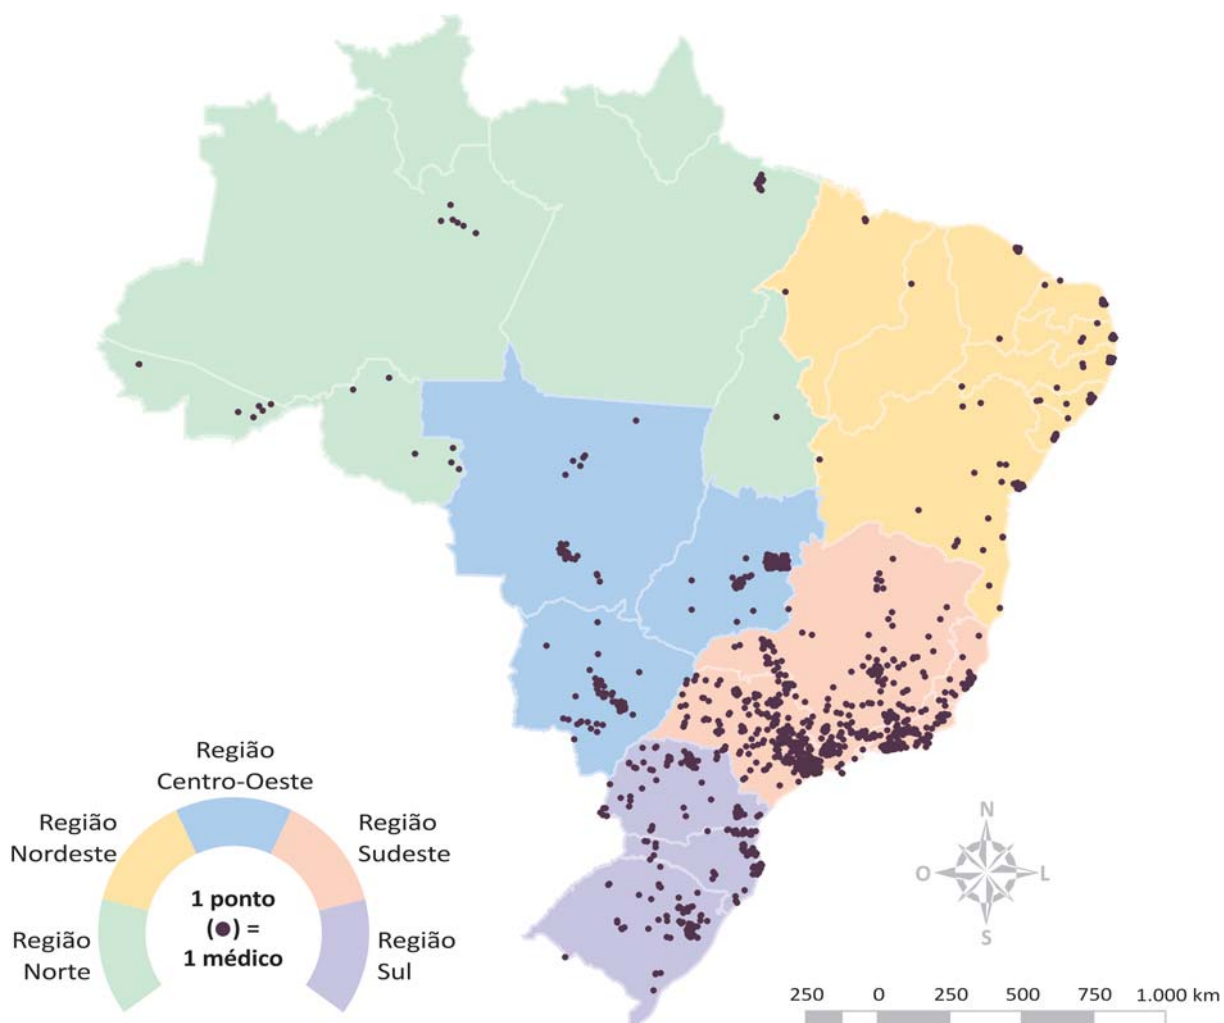 Região
Centro-Oeste
Região
Nordeste
Região
Sudeste
1 ponto
(●) =
1 médico
Região
Norte
Região
Sul
N
O
L
S
250 0 250 500 750 1.000 km